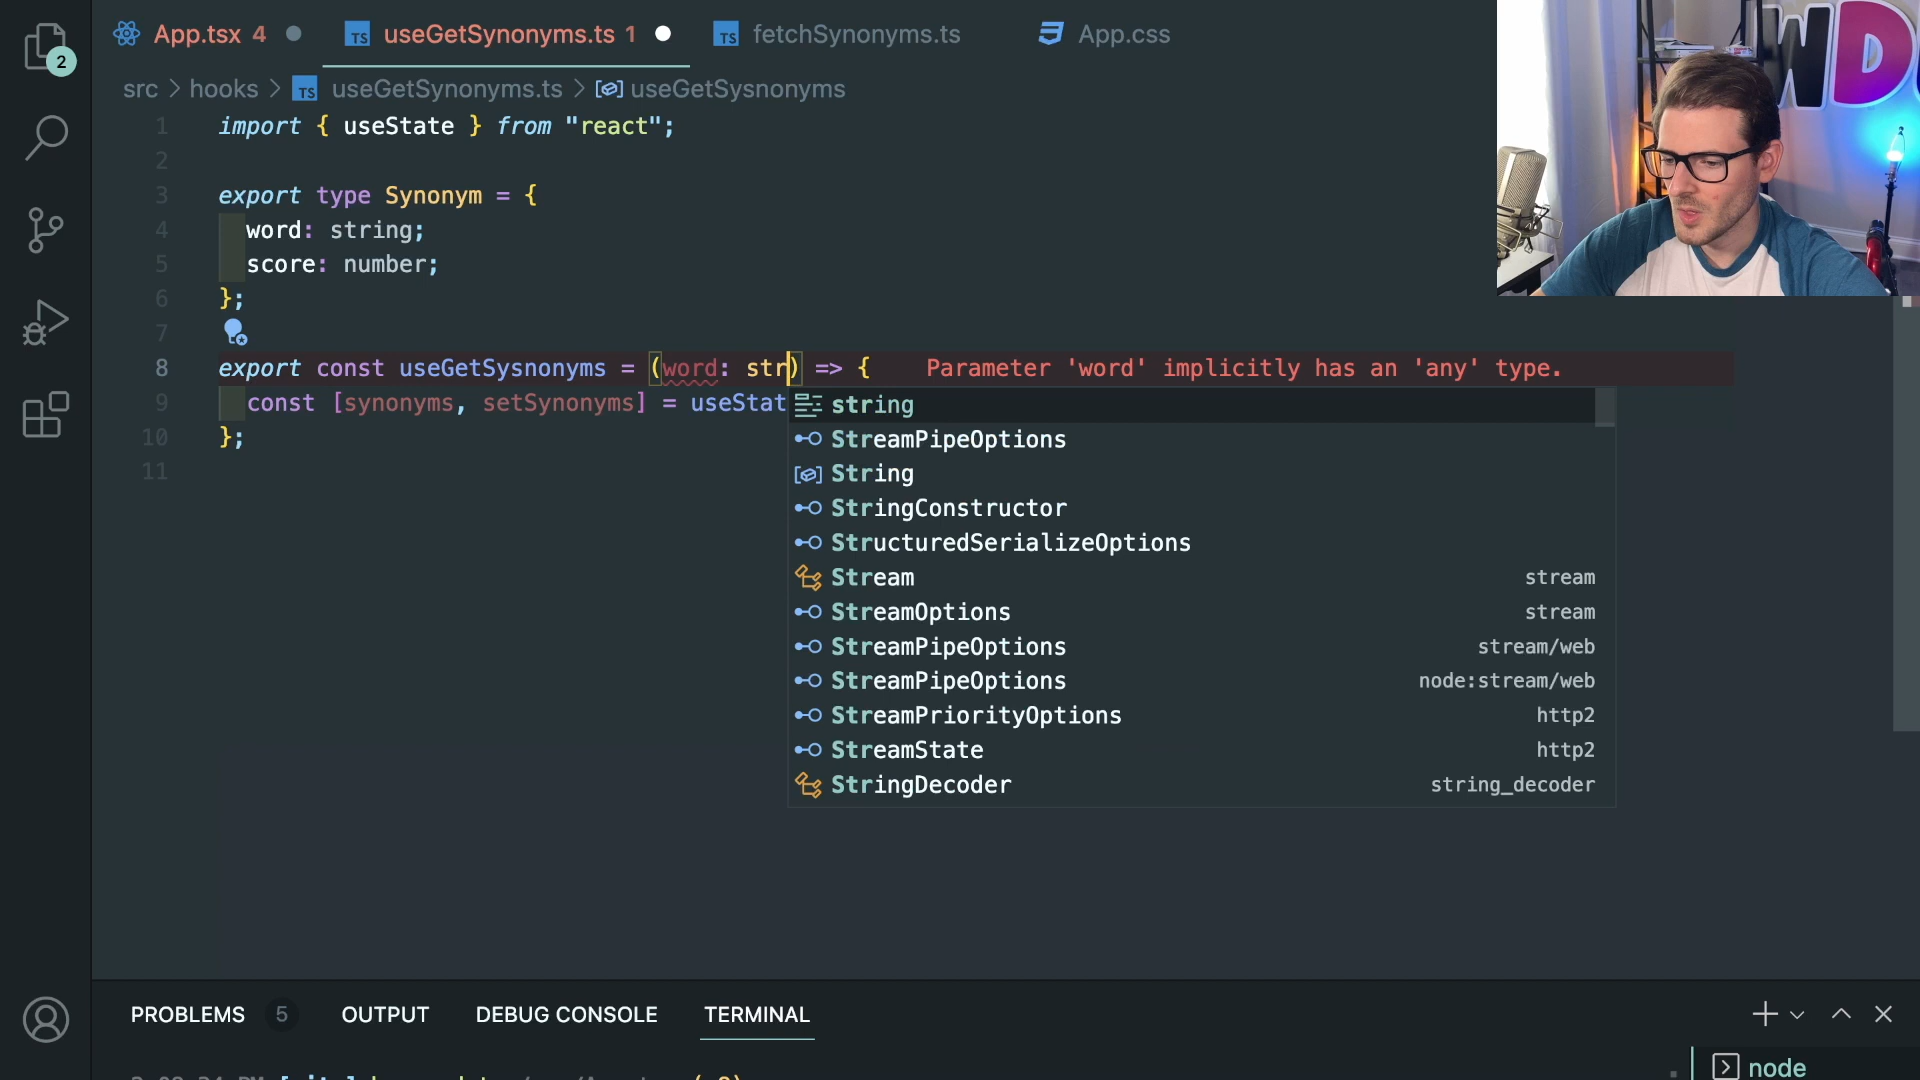 App.tsx 4
TS useGetSynonyms.ts 1
TS fetchSynonyms.ts
App.css
2
src > hooks > TS useGetSynonyms.ts > useGetSysnonyms
1 import { useState } from "react";
2
3 export type Synonym = {
4 word: string;
5 score: number;
6 };
7
8 export const useGetSysnonyms = (word: str) => { Parameter 'word' implicitly has an 'any' type.
9 const [synonyms, setSynonyms] = useStat
10 };
11
string
StreamPipeOptions
String
StringConstructor
StructuredSerializeOptions
Stream stream
StreamOptions stream
StreamPipeOptions stream/web
StreamPipeOptions node:stream/web
StreamPriorityOptions http2
StreamState http2
StringDecoder string_decoder
PROBLEMS 5 OUTPUT DEBUG CONSOLE TERMINAL
node
WD